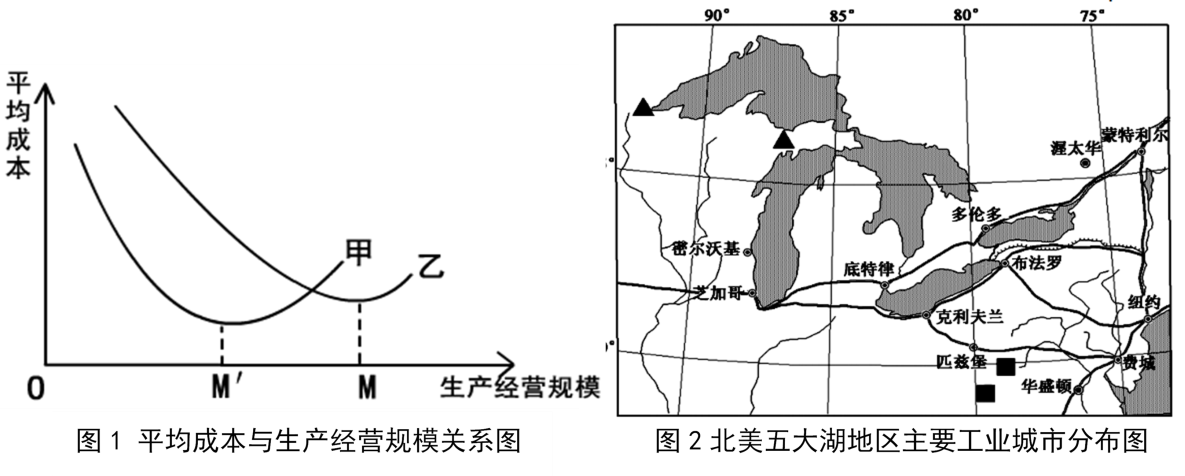 平均成本
甲
乙
O
M′
M
生产经营规模
图1 平均成本与生产经营规模关系图
90°
85°
80°
75°
蒙特利尔
渥太华
多伦多
密尔沃基
底特律
布法罗
芝加哥
克利夫兰
纽约
匹兹堡
费城
华盛顿
图2北美五大湖地区主要工业城市分布图